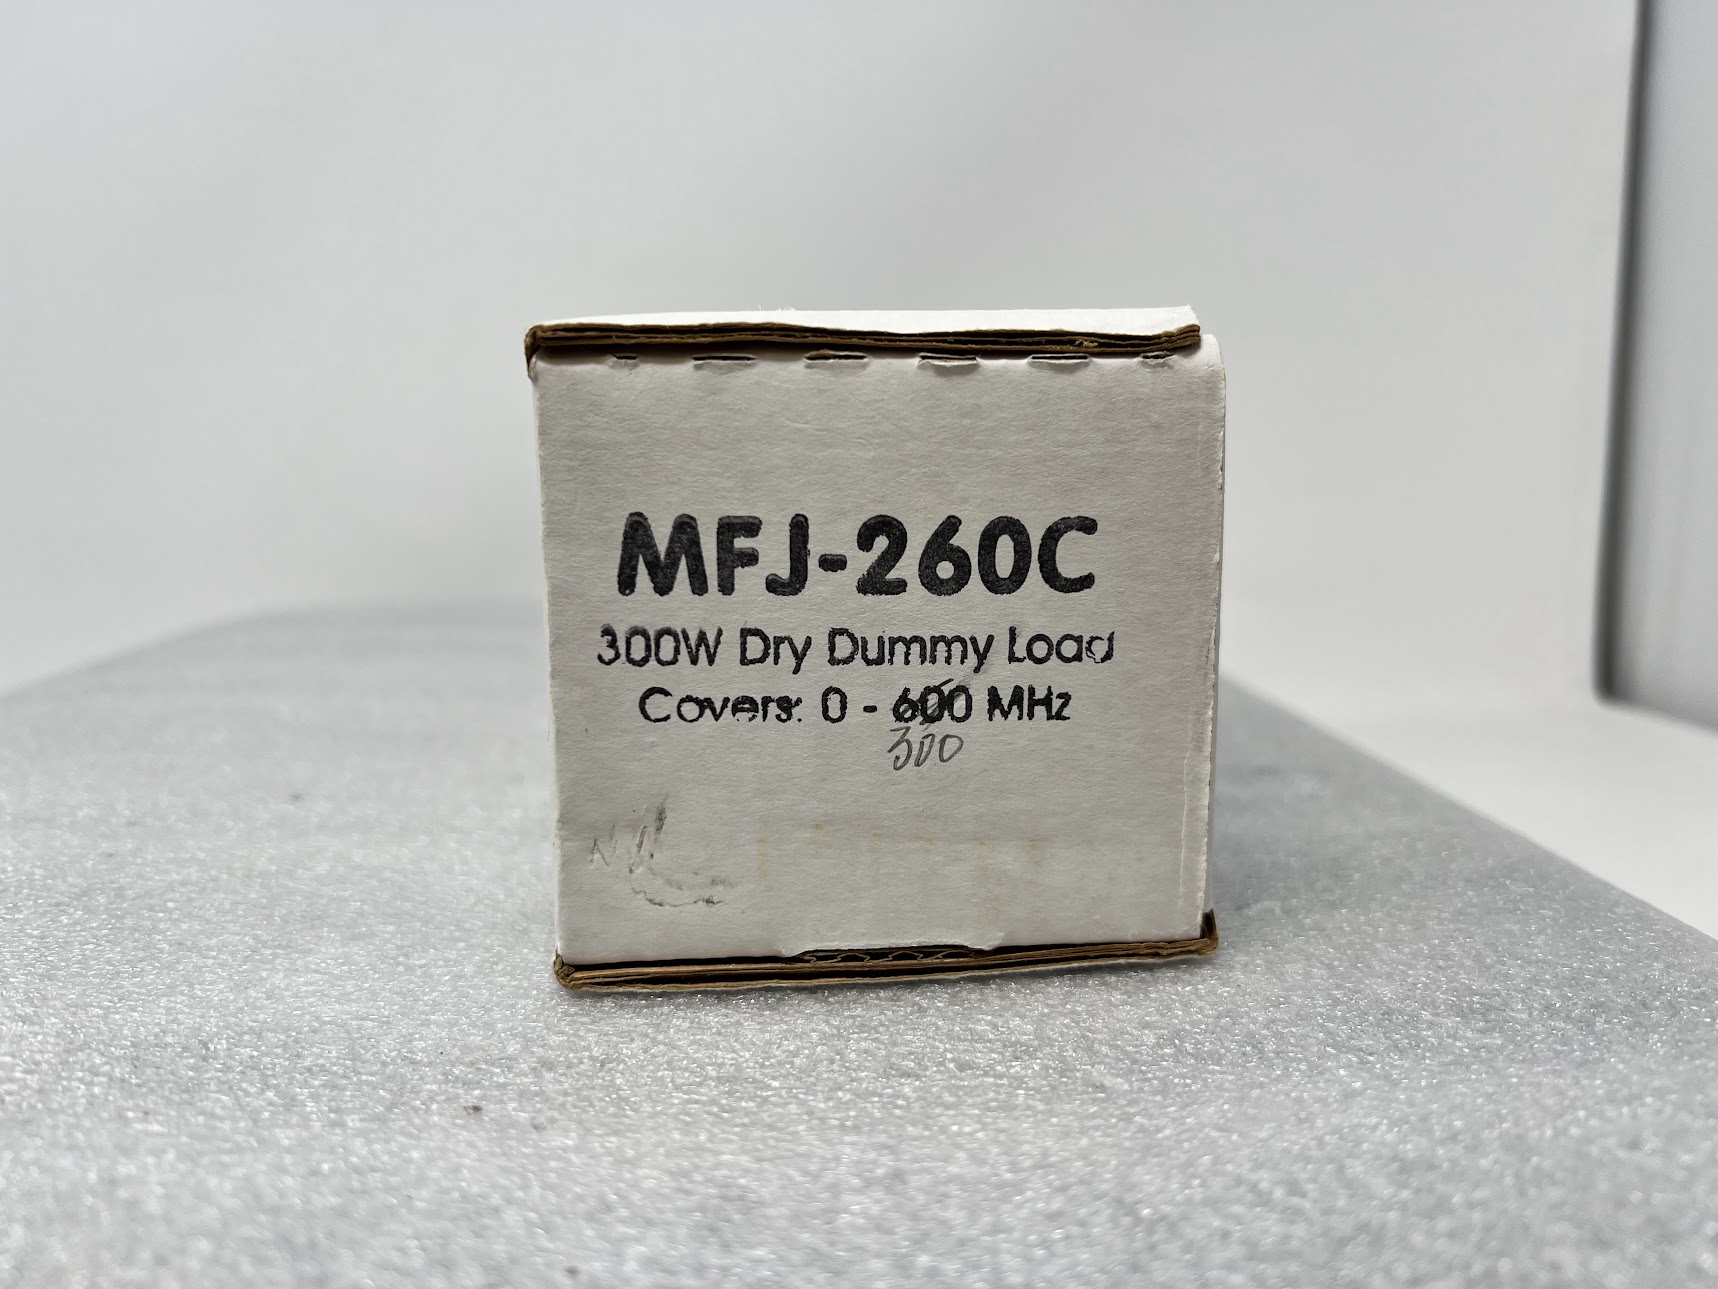 MFJ-260C
300W Dry Dummy Load
Covers: 0 - 600 MHz
300